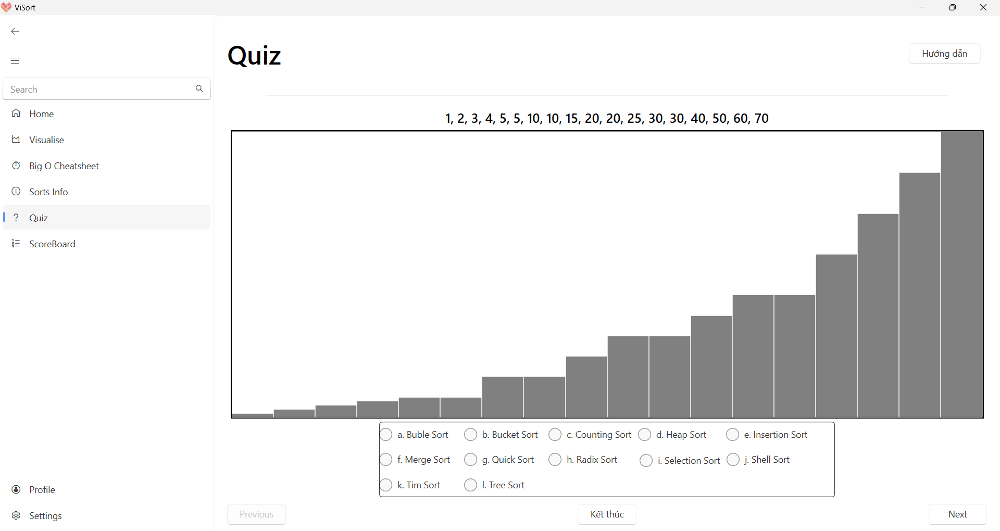 ViSort
Search
Home
Visualise
Big O Cheatsheet
Sorts Info
? Quiz
ScoreBoard
Profile
Settings
Quiz
Hướng dẫn
1, 2, 3, 4, 5, 5, 10, 10, 15, 20, 20, 25, 30, 30, 40, 50, 60, 70
a. Buble Sort b. Bucket Sort c. Counting Sort d. Heap Sort e. Insertion Sort
f. Merge Sort g. Quick Sort h. Radix Sort i. Selection Sort j. Shell Sort
k. Tim Sort l. Tree Sort
Previous Kết thúc Next